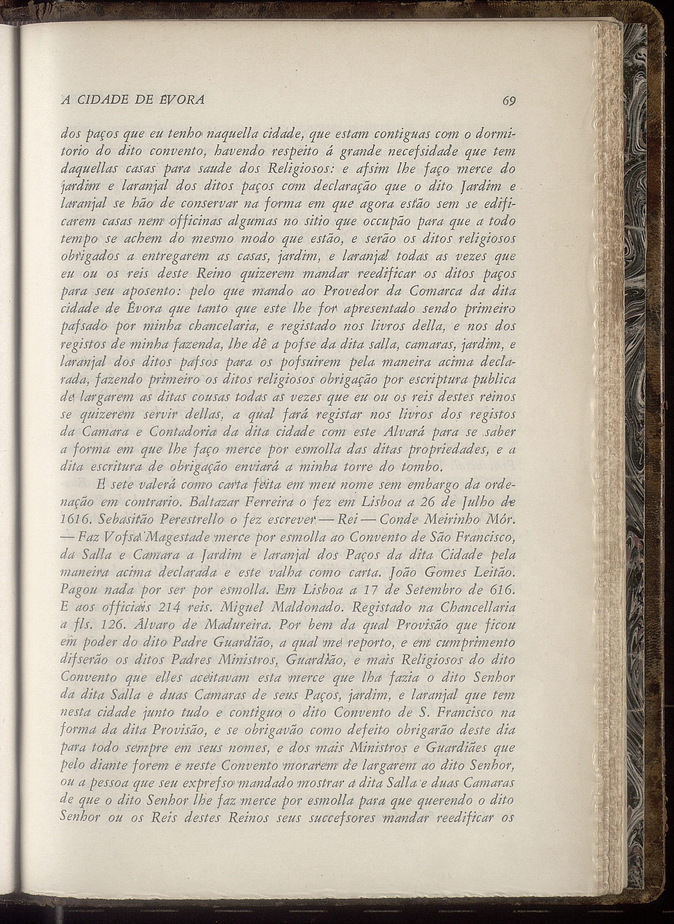 A CIDADE DE ÉVORA 69
dos paços que eu tenho naquella cidade, que estam contiguas com o dormi-
torio do dito convento, havendo respeito á grande necefsidade que tem
daquellas casas para saude dos Religiosos: e afsim lhe faço merce do
jardim e laranjal dos ditos paços com declaração que o dito Jardim e
laranjal se hão de conservar na forma em que agora estão sem se edifi-
carem casas nem officinas algumas no sitio que occupão para que a todo
tempo se achem do mesmo modo que estão, e serão os ditos religiosos
obrigados a entregarem as casas, jardim, e laranjal todas as vezes que
eu ou os reis deste Reino quizerem mandar reedificar os ditos paços
para seu aposento: pelo que mando ao Provedor da Comarca da dita
cidade de Évora que tanto que este lhe for apresentado sendo primeiro
pafsado por minha chancelaria, e registado nos livros della, e nos dos
registos de minha fazenda, lhe dê a pofse da dita salla, camaras, jardim, e
laranjal dos ditos pafsos para os pofsuirem pela maneira acima decla-
rada, fazendo primeiro os ditos religiosos obrigação por escriptura publica
de largarem as ditas cousas todas as vezes que eu ou os reis destes reinos
se quizerem servir dellas, a qual fará registar nos livros dos registos
da Camara e Contadoria da dita cidade com este Alvará para se saber
a forma em que lhe faço merce por esmolla das ditas propriedades, e a
dita escritura de obrigação enviará a minha torre do tombo.
E sete valerá como carta feita em meu nome sem embargo da orde-
nação em contrario. Baltazar Ferreira o fez em Lisboa a 26 de Julho de
1616. Sebasitão Perestrello o fez escrever — Rei — Conde Meirinho Mór.
— Faz Vofsa Magestade merce por esmolla ao Convento de São Francisco,
da Salla e Camara a Jardim e laranjal dos Paços da dita Cidade pela
maneira acima declarada e este valha como carta. João Gomes Leitão.
Pagou nada por ser por esmolla. Em Lisboa a 17 de Setembro de 616.
E aos officiais 214 reis. Miguel Maldonado. Registado na Chancellaria
a fls. 126. Álvaro de Madureira. Por bem da qual Provisão que ficou
em poder do dito Padre Guardião, a qual me reporto, e em cumprimento
difserão os ditos Padres Ministros, Guardião, e mais Religiosos do dito
Convento que elles aceitavam esta merce que lha fazia o dito Senhor
da dita Salla e duas Camaras de seus Paços, jardim, e laranjal que tem
nesta cidade junto tudo e contiguo o dito Convento de S. Francisco na
forma da dita Provisão, e se obrigavão como defeito obrigarão deste dia
para todo sempre em seus nomes, e dos mais Ministros e Guardiães que
pelo diante forem e neste Convento morarem de largarem ao dito Senhor,
ou a pessoa que seu exprefso mandado mostrar a dita Salla e duas Camaras
de que o dito Senhor lhe faz merce por esmolla para que querendo o dito
Senhor ou os Reis destes Reinos seus succefsores mandar reedificar os